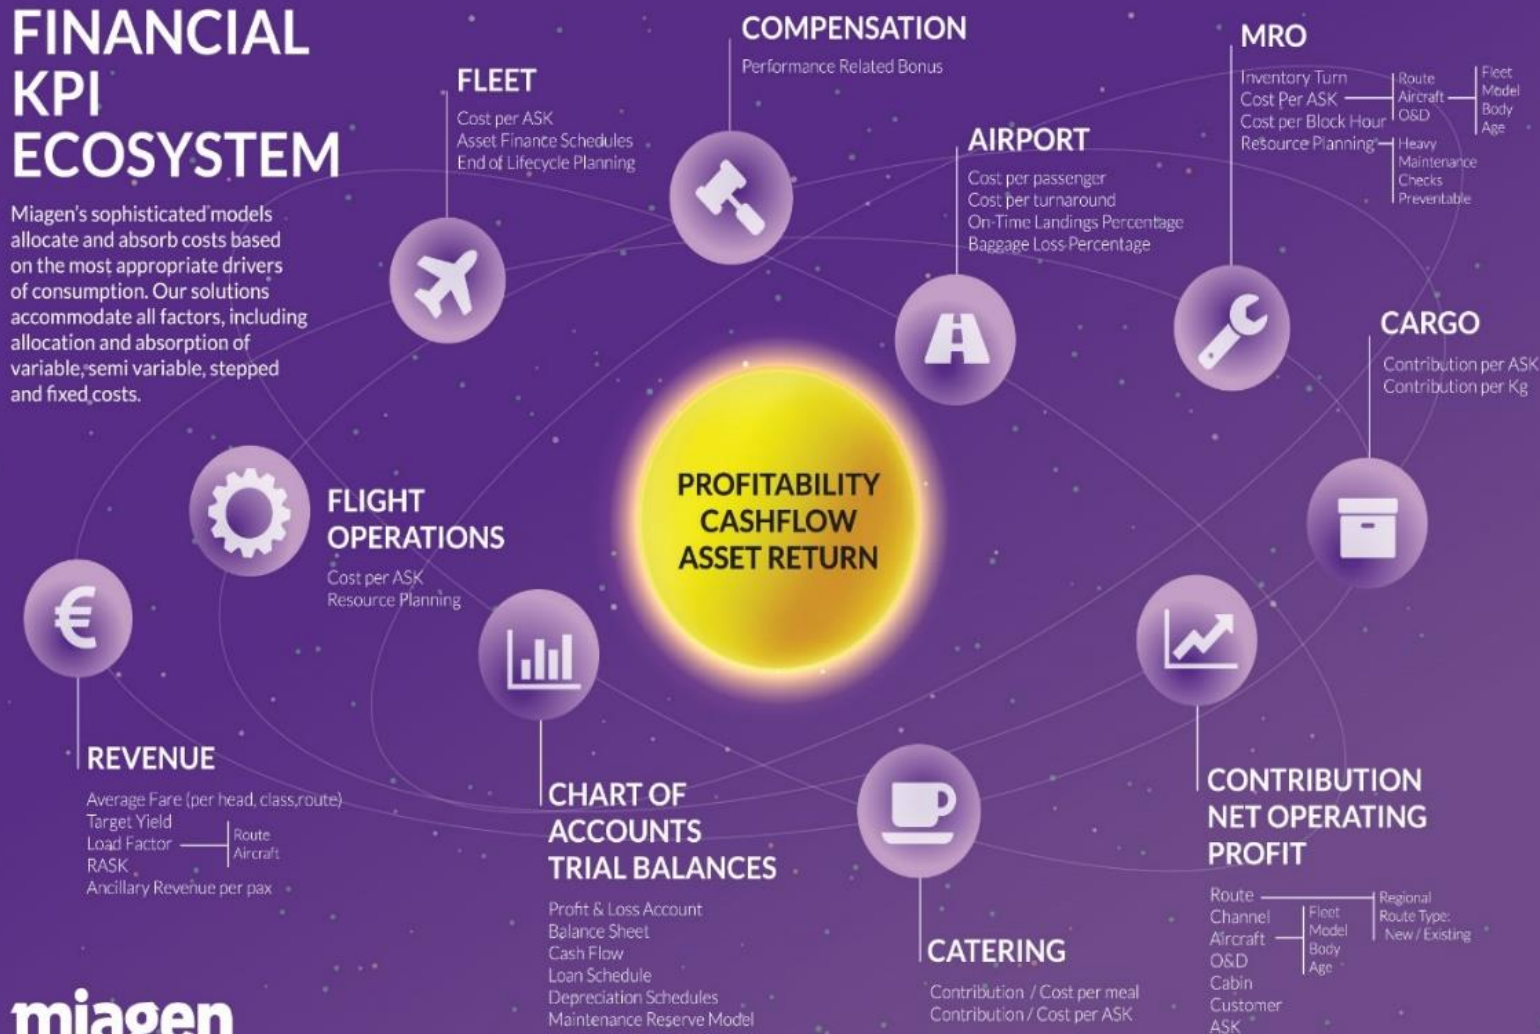 FINANCIAL
KPI
ECOSYSTEM
Miagen's sophisticated models
allocate and absorb costs based
on the most appropriate drivers
of consumption. Our solutions
accommodate all factors, including
allocation and absorption of
variable, semi variable, stepped
and fixed costs.
FLEET
Cost per ASK
Asset Finance Schedules
End of Lifecycle Planning
COMPENSATION
Performance Related Bonus
AIRPORT
Cost per passenger
Cost per turnaround
On-Time Landings Percentage
Baggage Loss Percentage
MRO
Inventory Turn
Cost Per ASK
Cost per Block Hour
Resource Planning
Route
Aircraft
O&D
Fleet
Model
Body
Age
Heavy
Maintenance
Checks
Preventable
CARGO
Contribution per ASK
Contribution per Kg
PROFITABILITY
CASHFLOW
ASSET RETURN
FLIGHT
OPERATIONS
Cost per ASK
Resource Planning
€
REVENUE
Average Fare (per head, class,route)
Target Yield
Load Factor
RASK
Ancillary Revenue per pax
Route
Aircraft
CHART OF
ACCOUNTS
TRIAL BALANCES
Profit & Loss Account
Balance Sheet
Cash Flow
Loan Schedule
Depreciation Schedules
Maintenance Reserve Model
CATERING
Contribution / Cost per meal
Contribution / Cost per ASK
CONTRIBUTION
NET OPERATING
PROFIT
Route
Channel
Aircraft
O&D
Cabin
Customer
ASK
Fleet
Model
Body
Age
Regional
Route Type:
New / Existing
miagen